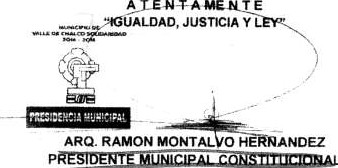 ATENTAMENTE
"IGUALDAD, JUSTICIA Y LEY"
MUNICIPIO DE
VALLE DE CHALCO SOLIDARIDAD
PRESIDENCIA MUNICIPAL
ARQ. RAMON MONTALVO HERNANDEZ
PRESIDENTE MUNICIPAL CONSTITUCIONAL